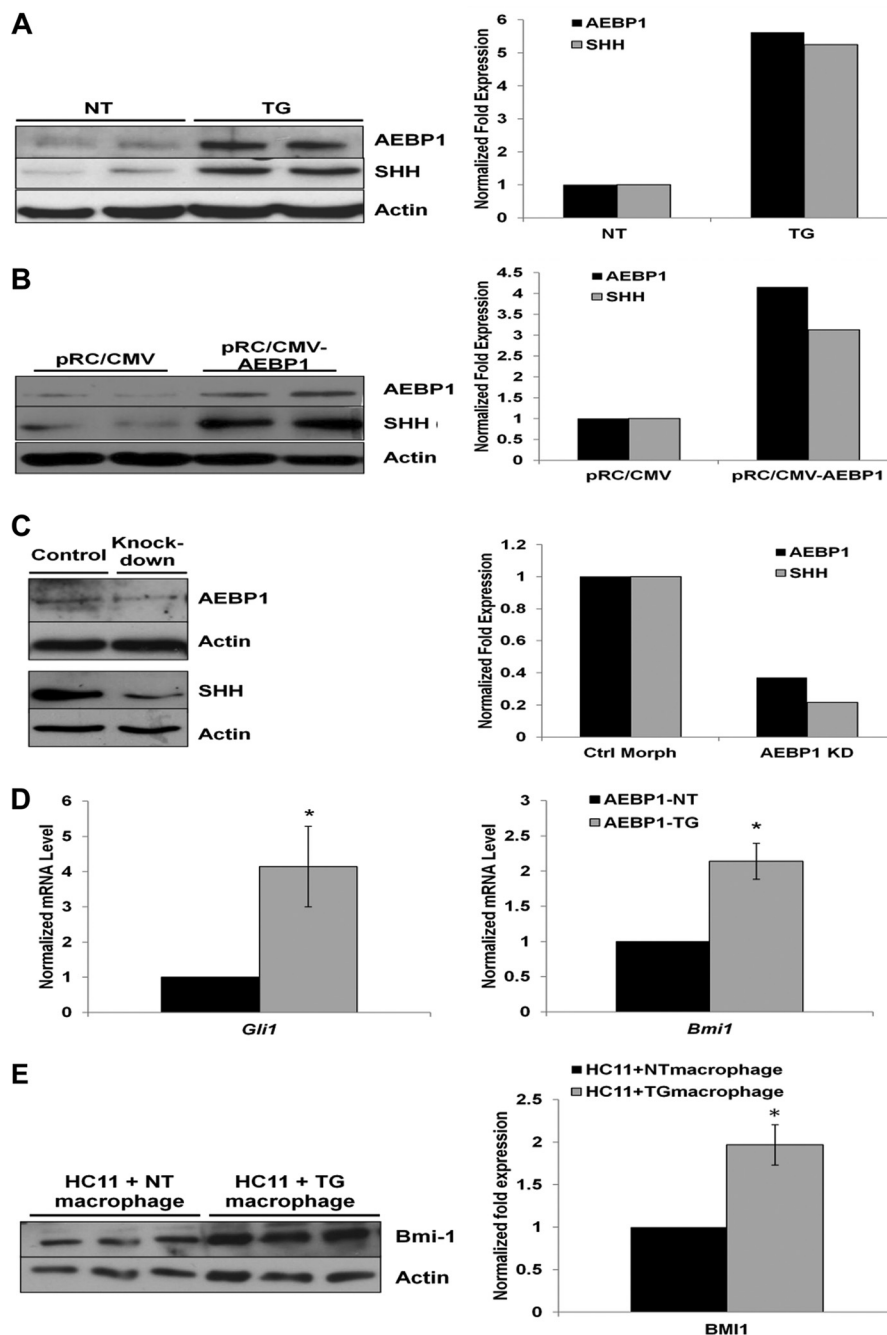 A
NT
TG
AEBP1
SHH
Actin
AEBP1
SHH
Normalized Fold Expression
6
5
4
3
2
1
0
NT
TG
B
pRC/CMV
pRC/CMV-
AEBP1
AEBP1
SHH
Actin
AEBP1
SHH
Normalized Fold Expression
4.5
4
3.5
3
2.5
2
1.5
1
0.5
0
pRC/CMV
pRC/CMV-AEBP1
C
Control
Knock-
down
AEBP1
Actin
SHH
Actin
AEBP1
SHH
Normalized Fold Expression
1.2
1
0.8
0.6
0.4
0.2
0
Ctrl Morph
AEBP1 KD
D
Normalized mRNA Level
6
5
4
3
2
1
0
*
Gli1
AEBP1-NT
AEBP1-TG
Normalized mRNA Level
3
2.5
2
1.5
1
0.5
0
*
Bmi1
E
HC11 + NT
macrophage
HC11 + TG
macrophage
Bmi-1
Actin
HC11+NTmacrophage
HC11+TGmacrophage
Normalized fold expression
2.5
2
1.5
1
0.5
0
*
BMI1